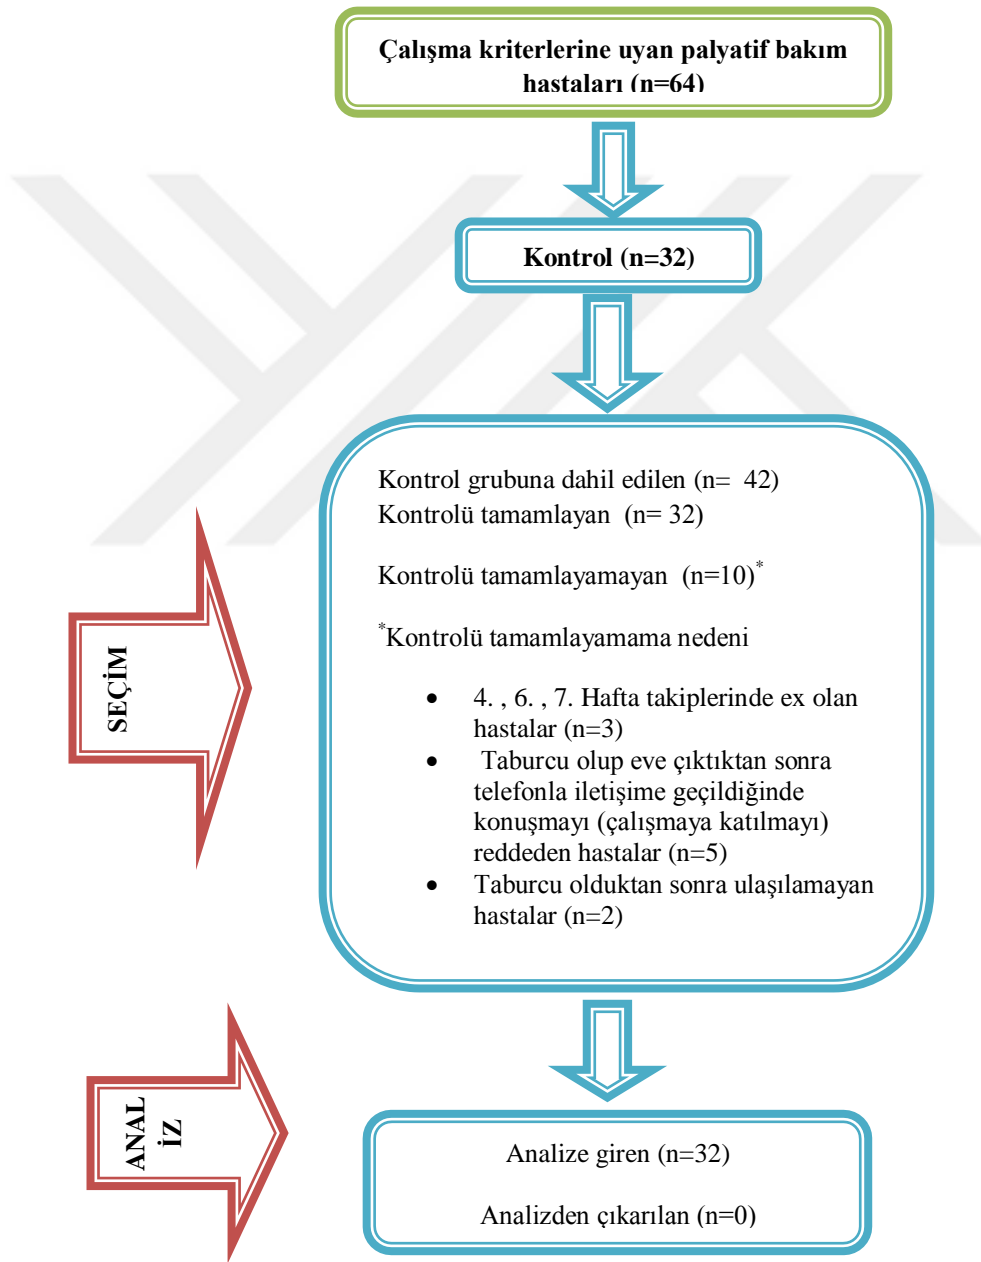 Çalışma kriterlerine uyan palyatif bakım
hastaları (n=64)
Kontrol (n=32)
Kontrol grubuna dahil edilen (n=  42)
Kontrolü tamamlayan  (n= 32)
Kontrolü tamamlayamayan  (n=10)*
*Kontrolü tamamlayamama nedeni
• 4. , 6. , 7. Hafta takiplerinde ex olan
hastalar (n=3)
• Taburcu olup eve çıktıktan sonra
telefonla iletişime geçildiğinde
konuşmayı (çalışmaya katılmayı)
reddeden hastalar (n=5)
• Taburcu olduktan sonra ulaşılamayan
hastalar (n=2)
SEÇİM
ANAL
İZ
Analize giren (n=32)
Analizden çıkarılan (n=0)